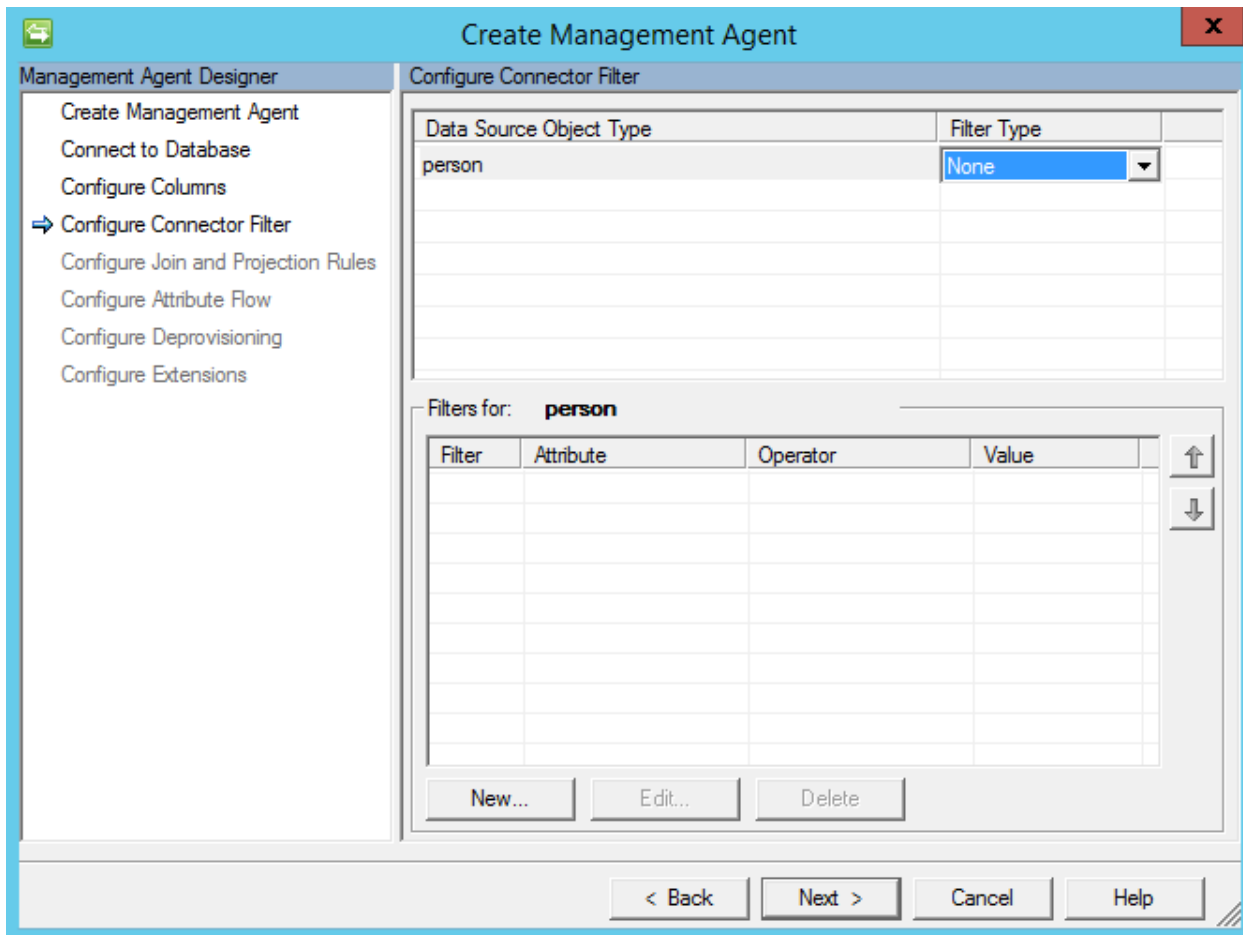 Create Management Agent
x
Management Agent Designer
Create Management Agent
Connect to Database
Configure Columns
Configure Connector Filter
Configure Join and Projection Rules
Configure Attribute Flow
Configure Deprovisioning
Configure Extensions
Configure Connector Filter
Data Source Object Type Filter Type
person None
Filters for: person
Filter Attribute Operator Value
New... Edit... Delete
< Back Next > Cancel Help